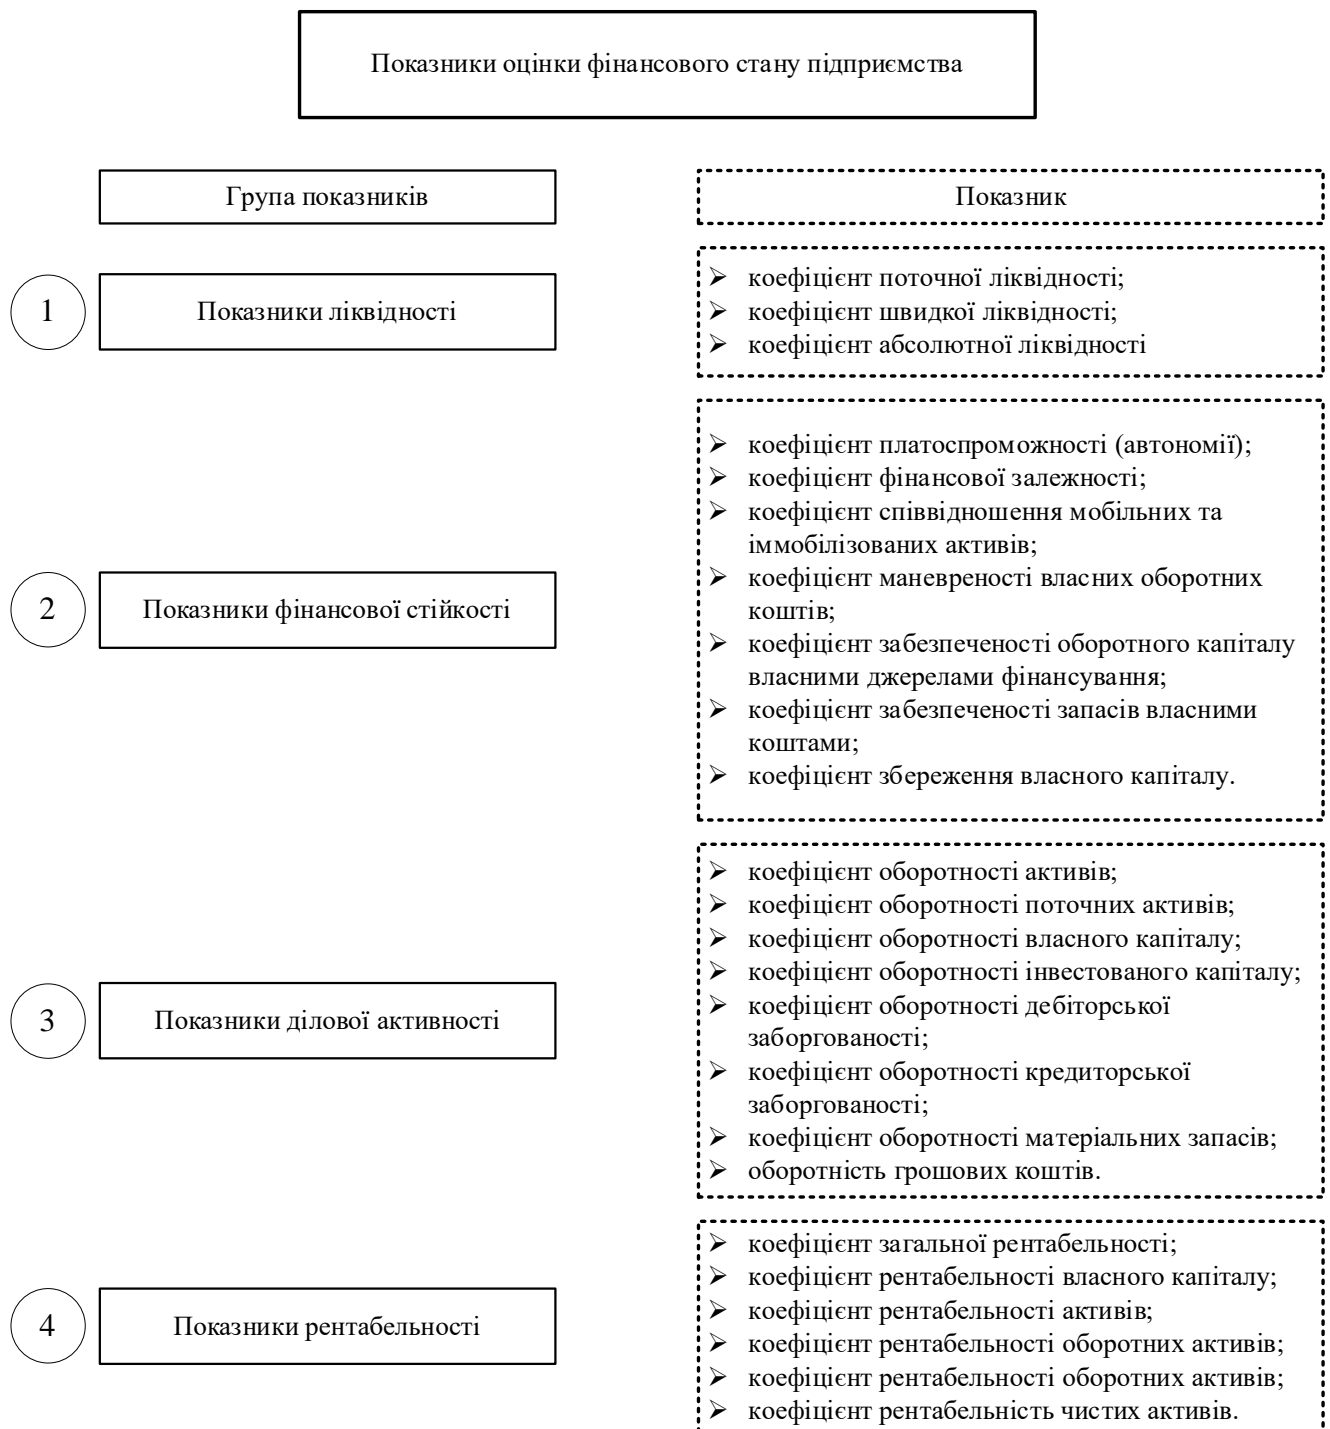 Показники оцінки фінансового стану підприємства
Група показників
Показник
1
Показники ліквідності
➢ коефіцієнт поточної ліквідності;
➢ коефіцієнт швидкої ліквідності;
➢ коефіцієнт абсолютної ліквідності
2
Показники фінансової стійкості
➢ коефіцієнт платоспроможності (автономії);
➢ коефіцієнт фінансової залежності;
➢ коефіцієнт співвідношення мобільних та
іммобілізованих активів;
➢ коефіцієнт маневреності власних оборотних
коштів;
➢ коефіцієнт забезпеченості оборотного капіталу
власними джерелами фінансування;
➢ коефіцієнт забезпеченості запасів власними
коштами;
➢ коефіцієнт збереження власного капіталу.
3
Показники ділової активності
➢ коефіцієнт оборотності активів;
➢ коефіцієнт оборотності поточних активів;
➢ коефіцієнт оборотності власного капіталу;
➢ коефіцієнт оборотності інвестованого капіталу;
➢ коефіцієнт оборотності дебіторської
заборгованості;
➢ коефіцієнт оборотності кредиторської
заборгованості;
➢ коефіцієнт оборотності матеріальних запасів;
➢ оборотність грошових коштів.
4
Показники рентабельності
➢ коефіцієнт загальної рентабельності;
➢ коефіцієнт рентабельності власного капіталу;
➢ коефіцієнт рентабельності активів;
➢ коефіцієнт рентабельності оборотних активів;
➢ коефіцієнт рентабельності оборотних активів;
➢ коефіцієнт рентабельність чистих активів.